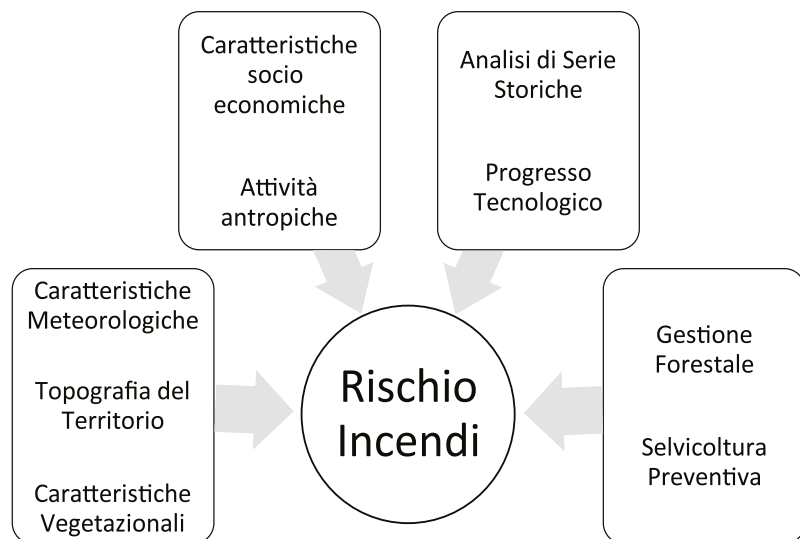 Caratteristiche
socio
economiche
Attività
antropiche
Analisi di Serie
Storiche
Progresso
Tecnologico
Caratteristiche
Meteorologiche
Topografia del
Territorio
Caratteristiche
Vegetazionali
Rischio
Incendi
Gestione
Forestale
Selvicoltura
Preventiva